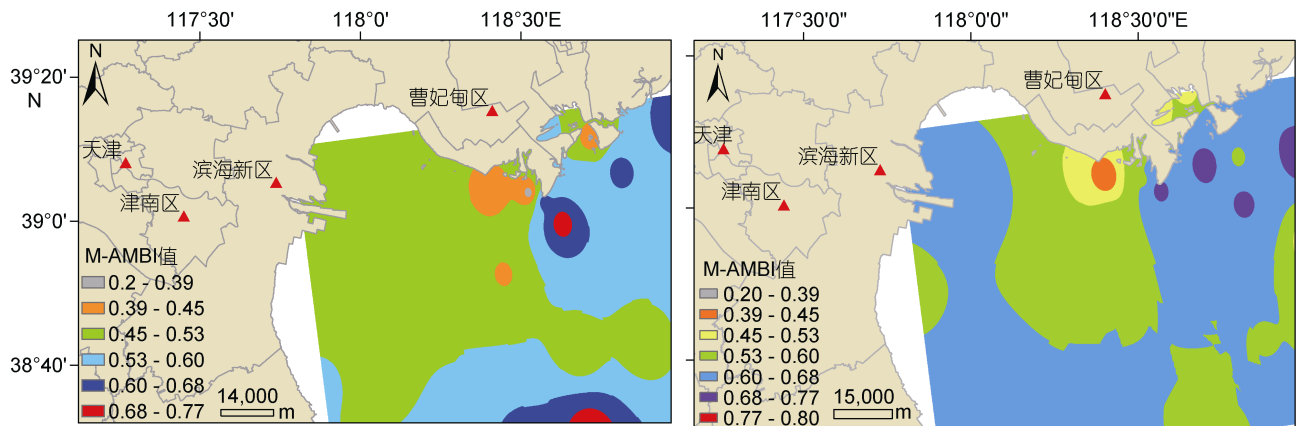 117°30'
118°0'
118°30'E
39°20'
N
39°0'
38°40'
N
曹妃甸区
天津
滨海新区
津南区
M-AMBI值
0.2 - 0.39
0.39 - 0.45
0.45 - 0.53
0.53 - 0.60
0.60 - 0.68
0.68 - 0.77
14,000
m
117°30'0"
118°0'0"
118°30'0"E
N
曹妃甸区
天津
滨海新区
津南区
M-AMBI值
0.20 - 0.39
0.39 - 0.45
0.45 - 0.53
0.53 - 0.60
0.60 - 0.68
0.68 - 0.77
0.77 - 0.80
15,000
m